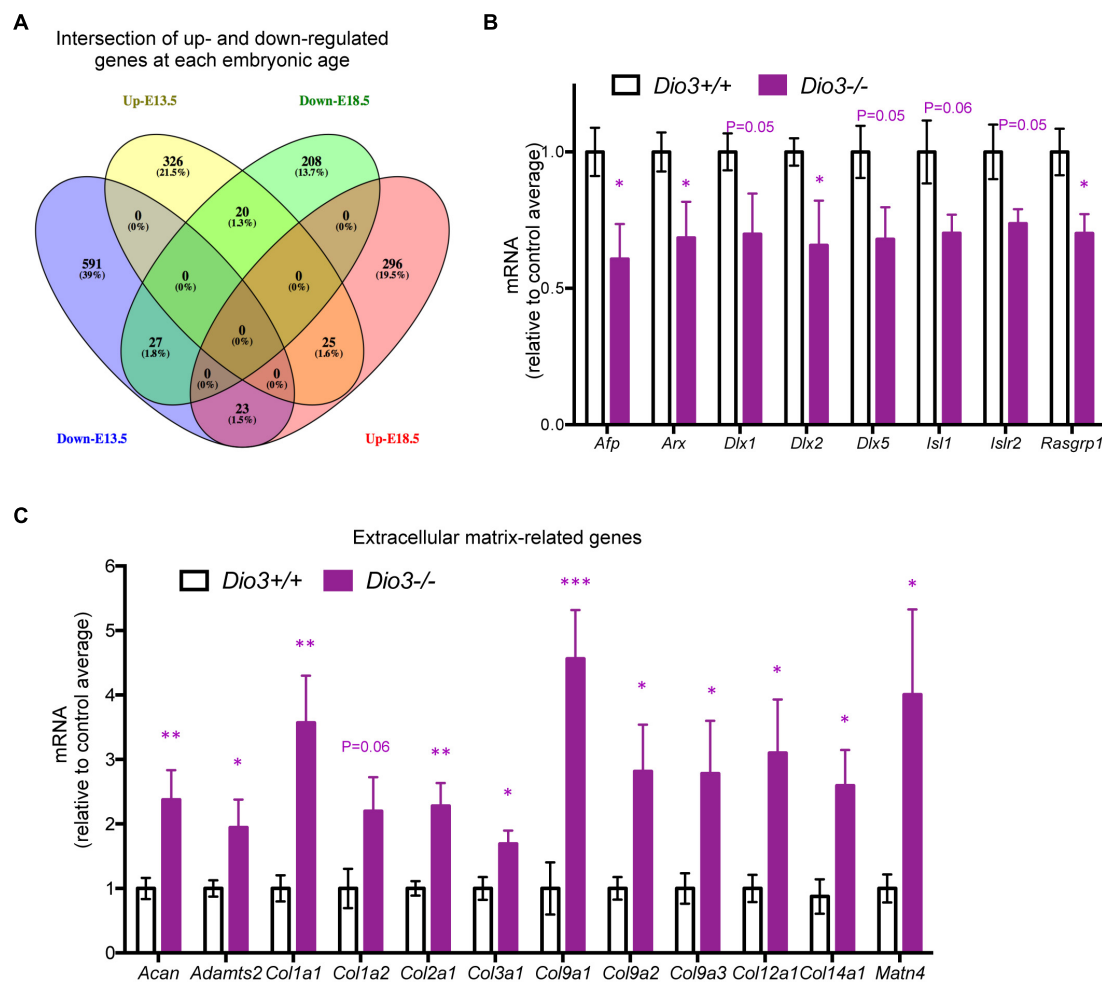 A
Intersection of up- and down-regulated
genes at each embryonic age
Up-E13.5
Down-E18.5
326
(21.5%)
208
(13.7%)
0
(0%)
20
(1.3%)
0
(0%)
591
(39%)
0
(0%)
0
(0%)
296
(19.5%)
27
(1.8%)
0
(0%)
25
(1.6%)
0
(0%)
0
(0%)
23
(1.5%)
Down-E13.5
Up-E18.5
B
Dio3+/+
Dio3-/-
mRNA
(relative to control average)
1.0
0.5
0.0
*
*
P=0.05
*
P=0.05
P=0.06
P=0.05
*
Afp
Arx
Dlx1
Dlx2
Dlx5
Isl1
Islr2
Rasgrp1
C
Extracellular matrix-related genes
Dio3+/+
Dio3-/-
mRNA
(relative to control average)
6
5
4
3
2
1
0
**
*
**
P=0.06
**
*
***
*
*
*
*
*
Acan
Adamts2
Col1a1
Col1a2
Col2a1
Col3a1
Col9a1
Col9a2
Col9a3
Col12a1
Col14a1
Matn4